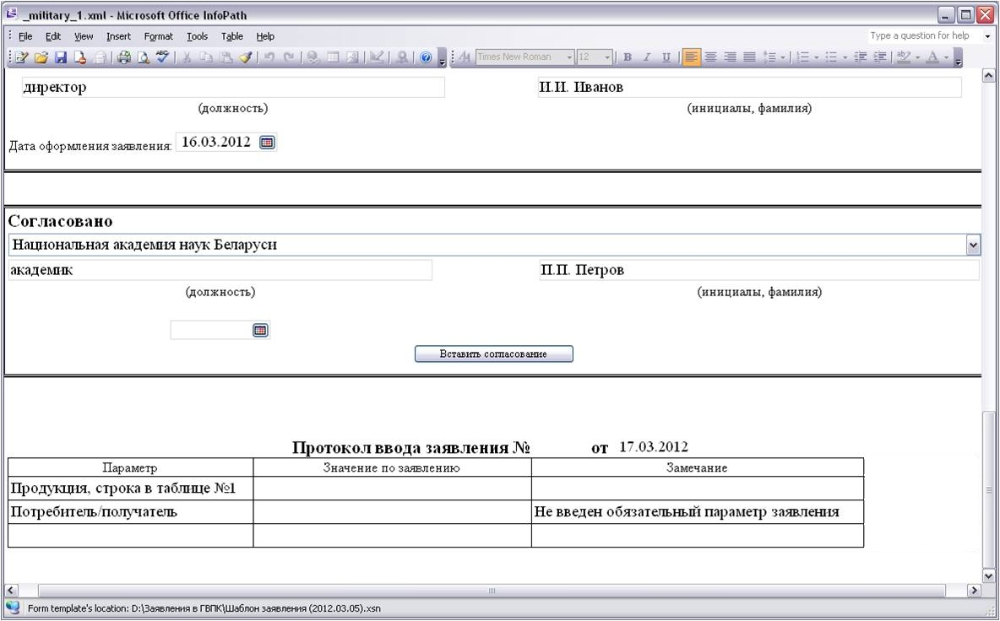 _military_1.xml - Microsoft Office InfoPath
File Edit View Insert Format Tools Table Help
Type a question for help
Times New Roman 12 B I U
директор И.И. Иванов
(должность) (инициалы, фамилия)
Дата оформления заявления: 16.03.2012
Согласовано
Национальная академия наук Беларуси
академик П.П. Петров
(должность) (инициалы, фамилия)
Вставить согласование
Протокол ввода заявления № от 17.03.2012
Параметр Значение по заявлению Замечание
Продукция, строка в таблице №1
Потребитель/получатель Не введен обязательный параметр заявления
Form template's location: D:\Заявления в ГВПК\Шаблон заявления (2012.03.05).xsn